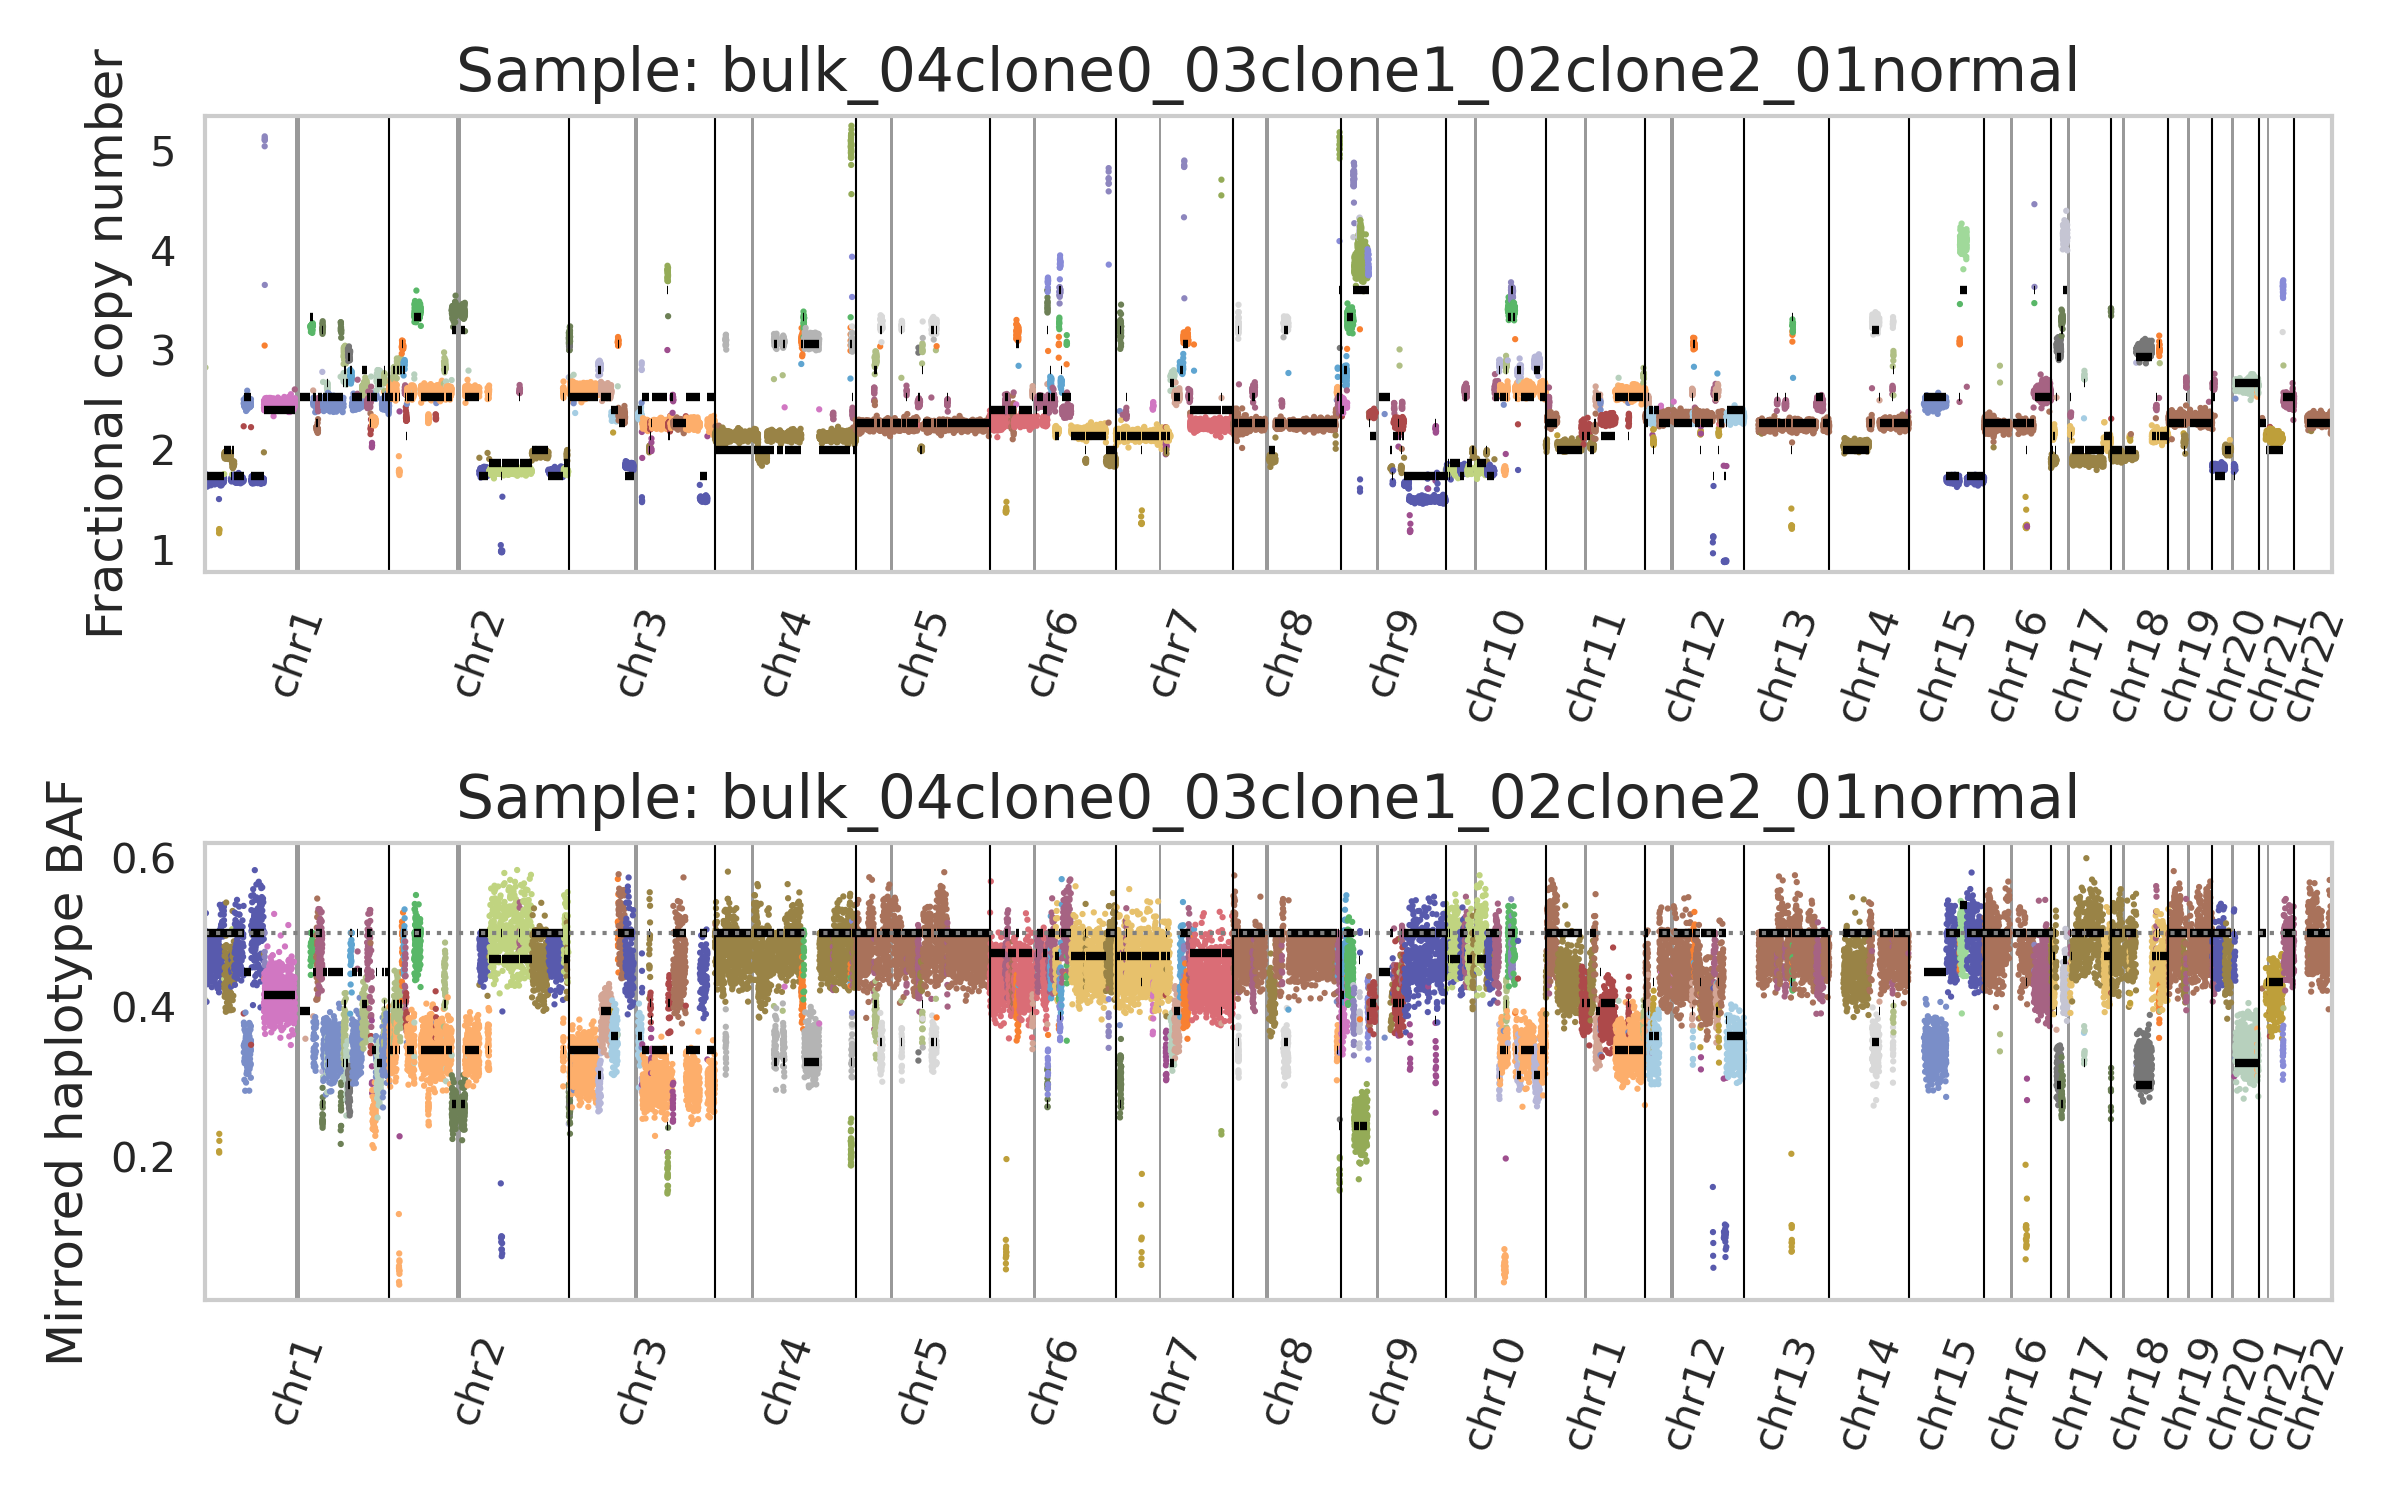 Sample: bulk_04clone0_03clone1_02clone2_01normal
Fractional copy number
5
4
3
2
1
chr1
chr2
chr3
chr4
chr5
chr6
chr7
chr8
chr9
chr10
chr11
chr12
chr13
chr14
chr15
chr16
chr17
chr18
chr19
chr20
chr21
chr22
Sample: bulk_04clone0_03clone1_02clone2_01normal
Mirrored haplotype BAF
0.6
0.4
0.2
chr1
chr2
chr3
chr4
chr5
chr6
chr7
chr8
chr9
chr10
chr11
chr12
chr13
chr14
chr15
chr16
chr17
chr18
chr19
chr20
chr21
chr22